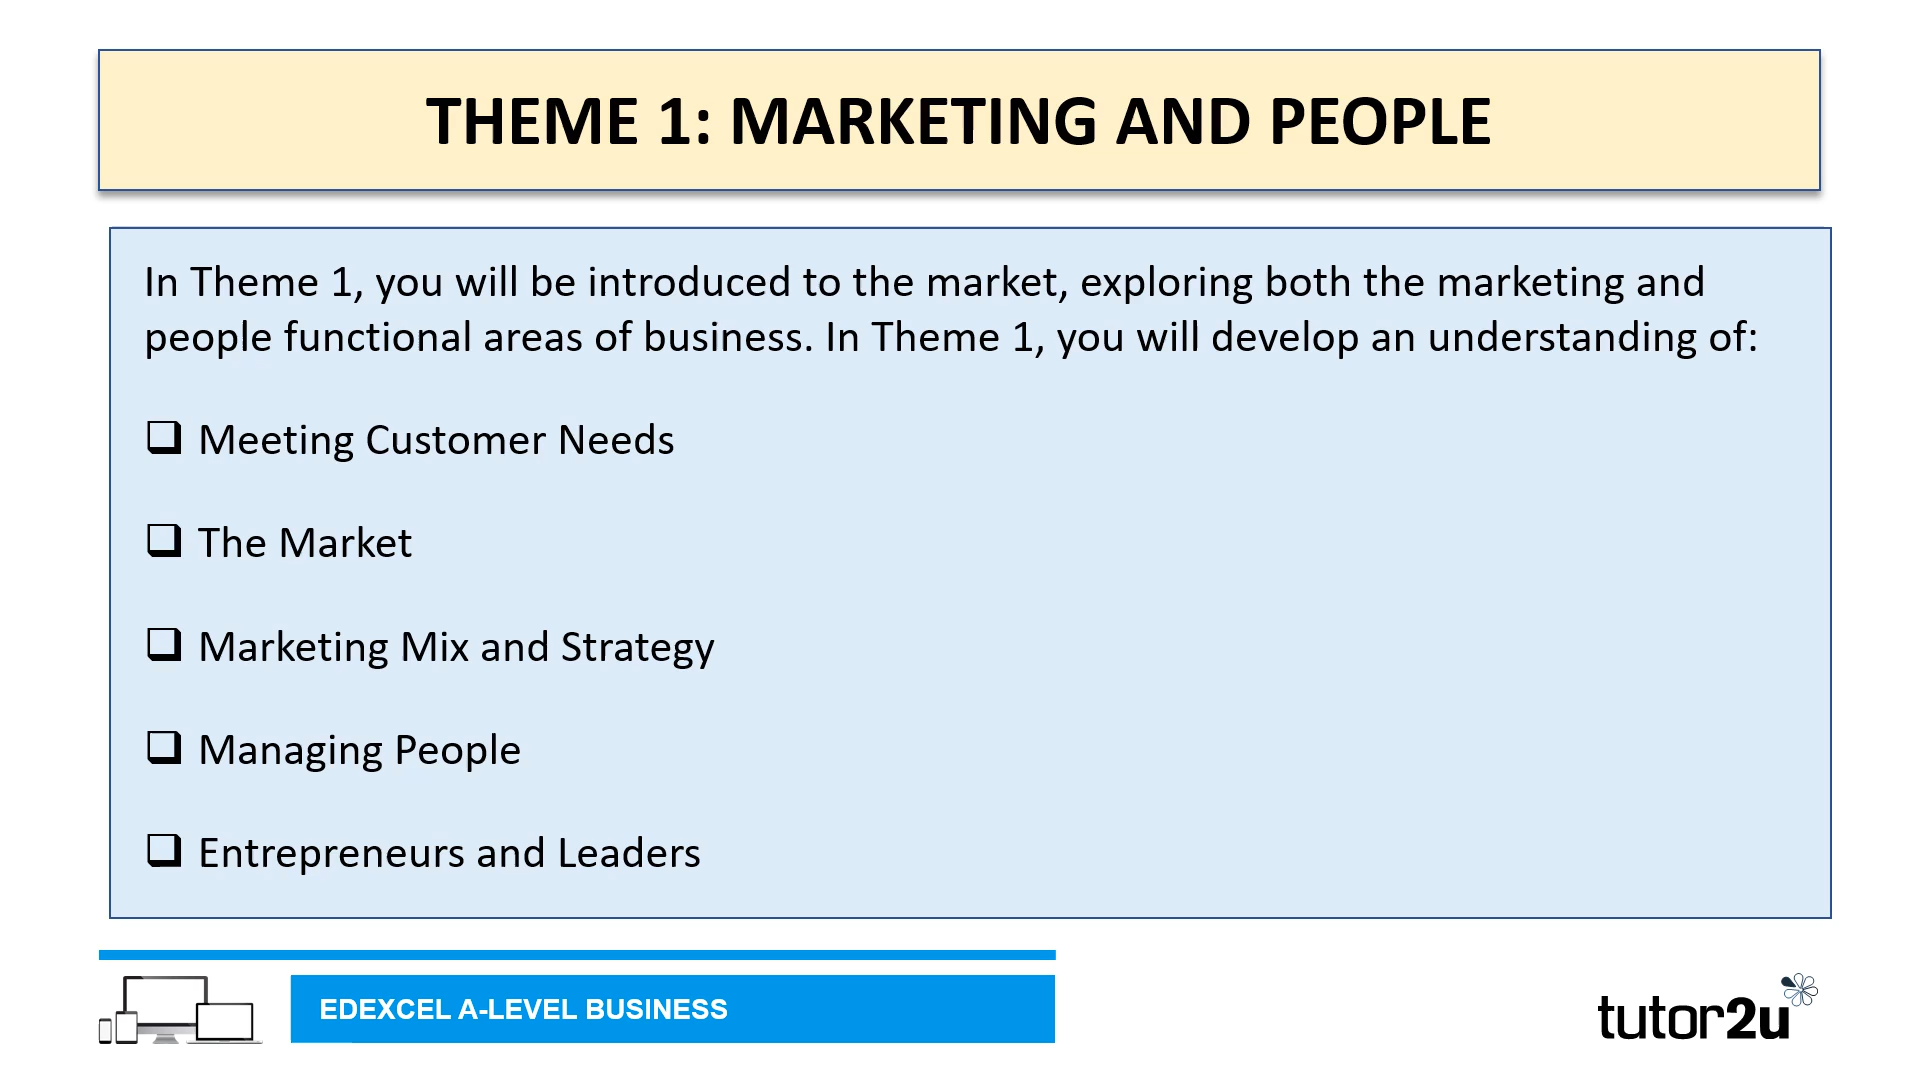 THEME 1: MARKETING AND PEOPLE
In Theme 1, you will be introduced to the market, exploring both the marketing and
people functional areas of business. In Theme 1, you will develop an understanding of:
Meeting Customer Needs
The Market
Marketing Mix and Strategy
Managing People
Entrepreneurs and Leaders
EDEXCEL A-LEVEL BUSINESS
tutor2u